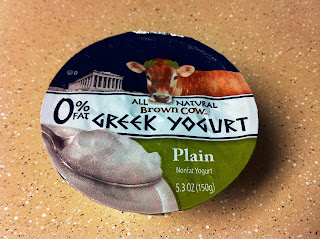 0%
FAT
ALL NATURAL
BROWN COW
GREEK YOGURT
Plain
Nonfat Yogurt
5.3 OZ (150g)